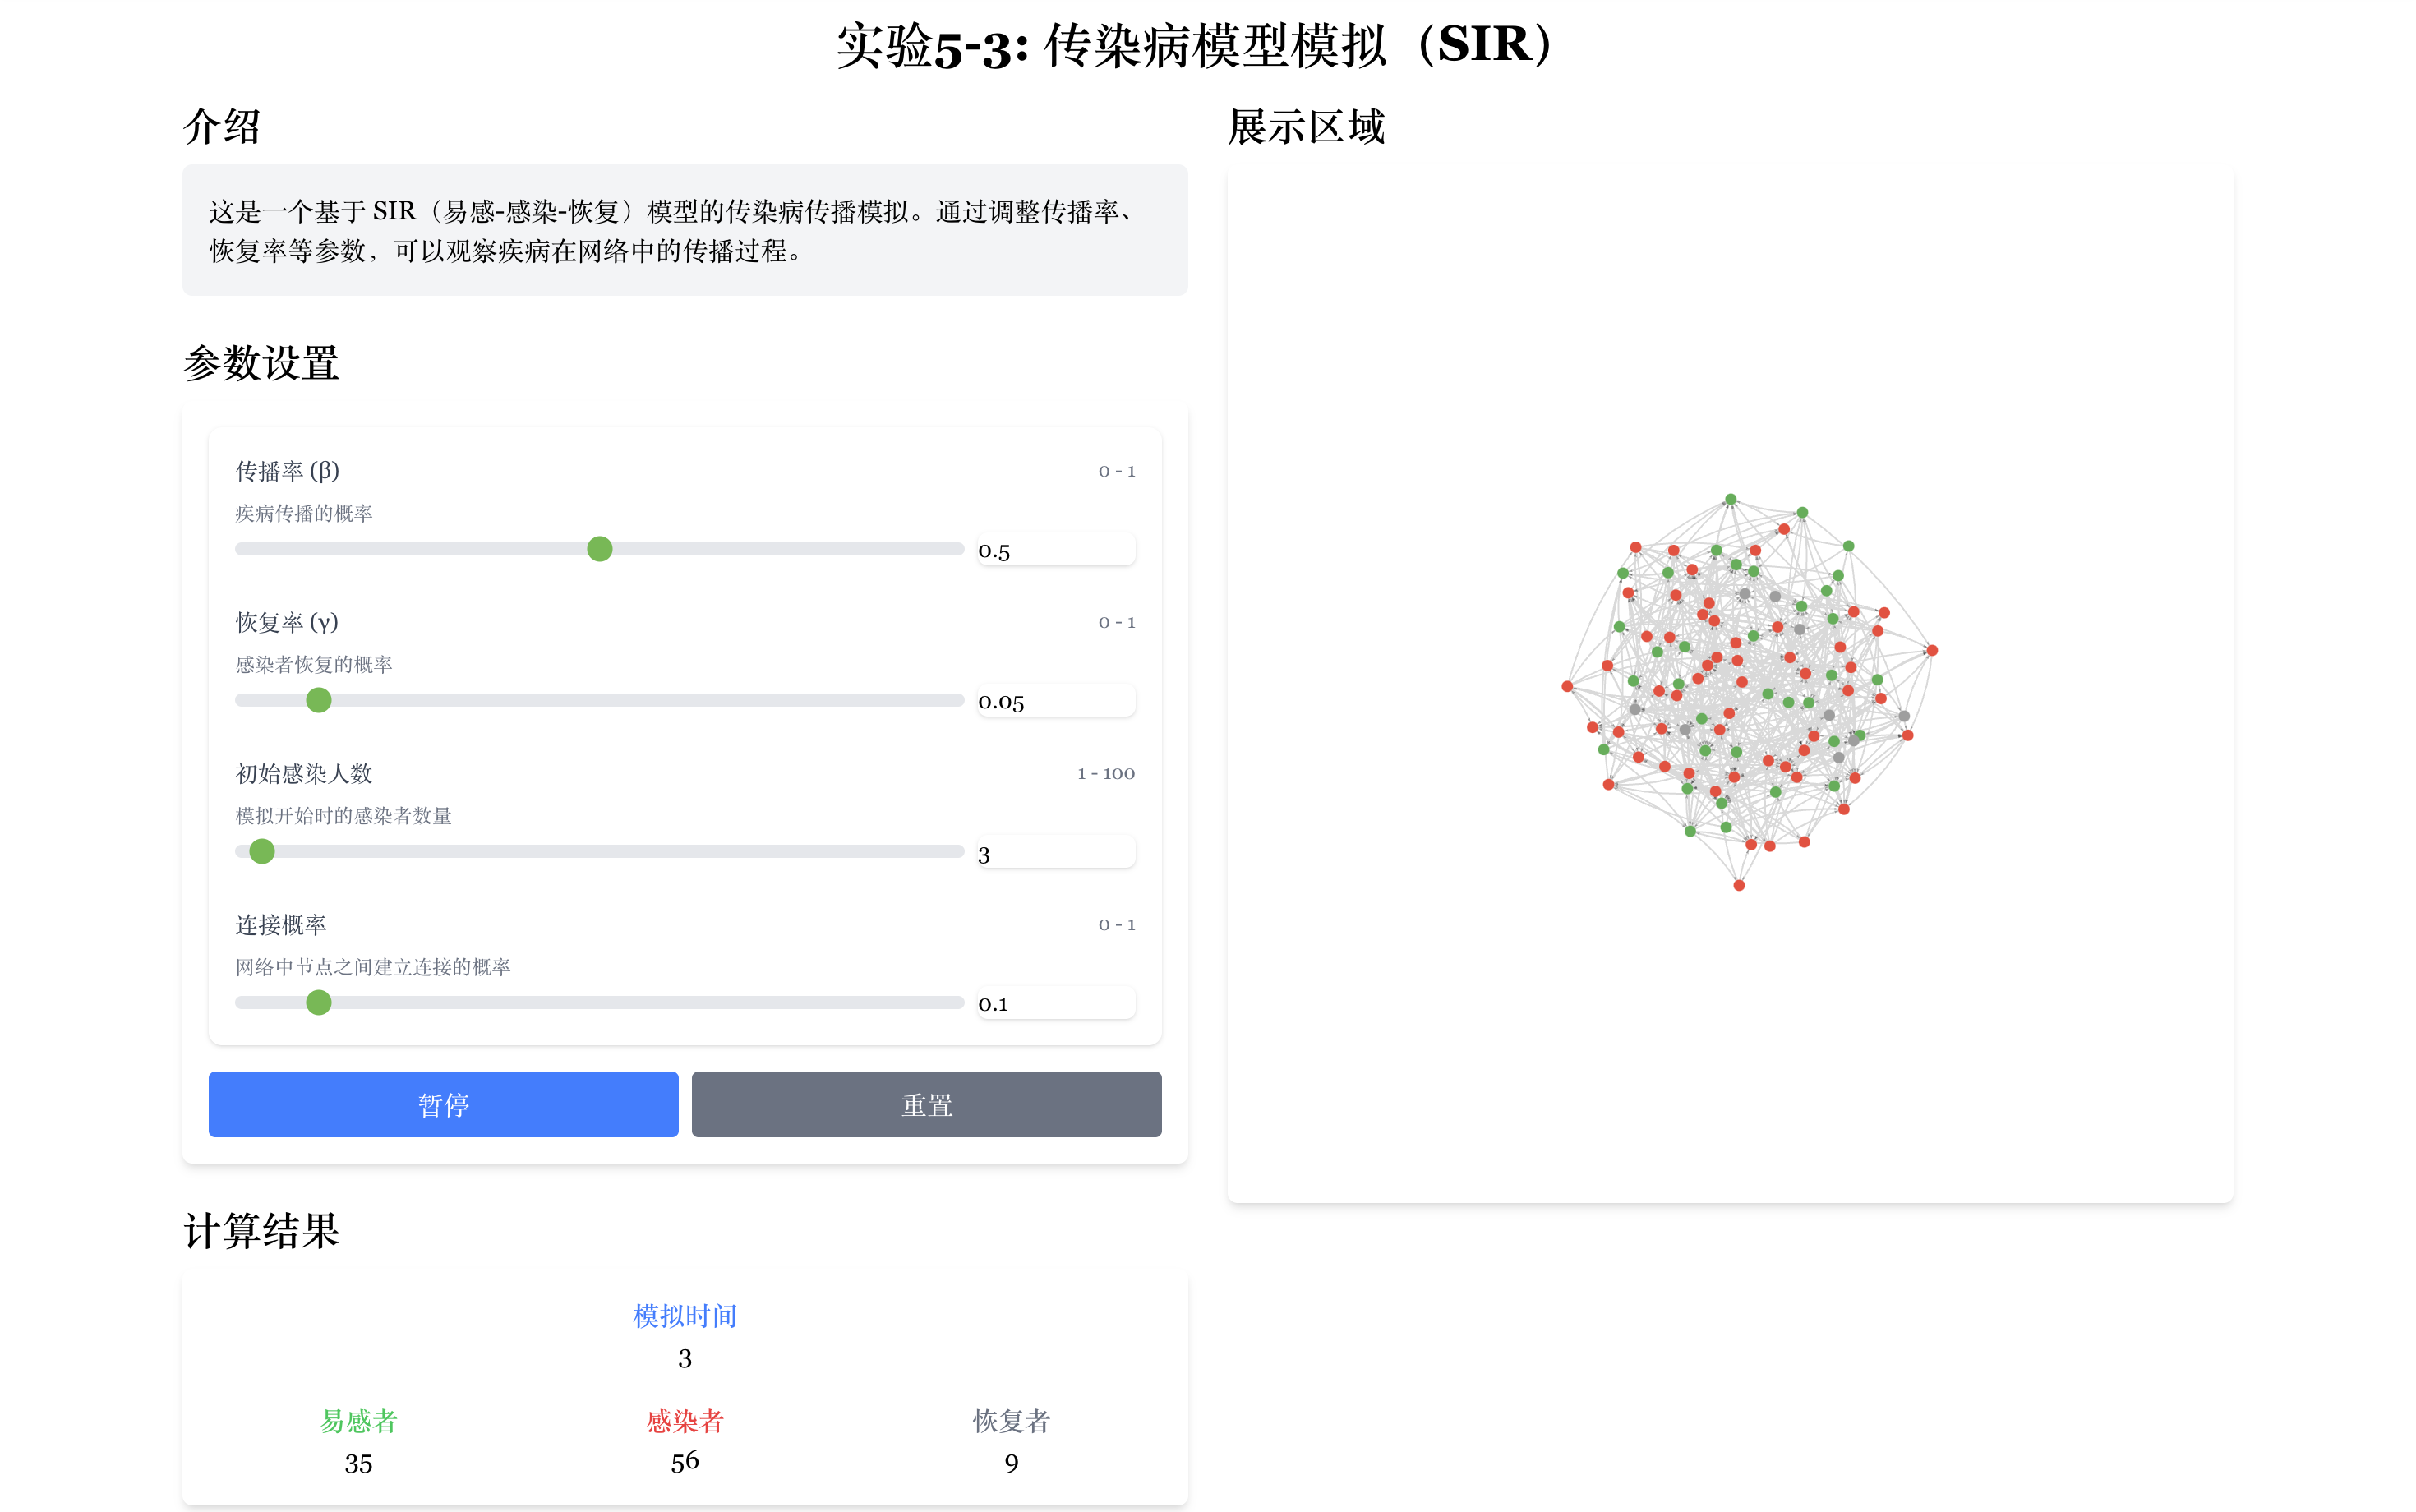 实验5-3: 传染病模型模拟（SIR）
介绍
这是一个基于 SIR（易感-感染-恢复）模型的传染病传播模拟。通过调整传播率、
恢复率等参数，可以观察疾病在网络中的传播过程。
参数设置
传播率 (β)
0 - 1
疾病传播的概率
0.5
恢复率 (γ)
0 - 1
感染者恢复的概率
0.05
初始感染人数
1 - 100
模拟开始时的感染者数量
3
连接概率
0 - 1
网络中节点之间建立连接的概率
0.1
暂停
重置
计算结果
模拟时间
3
易感者
感染者
恢复者
35
56
9
展示区域